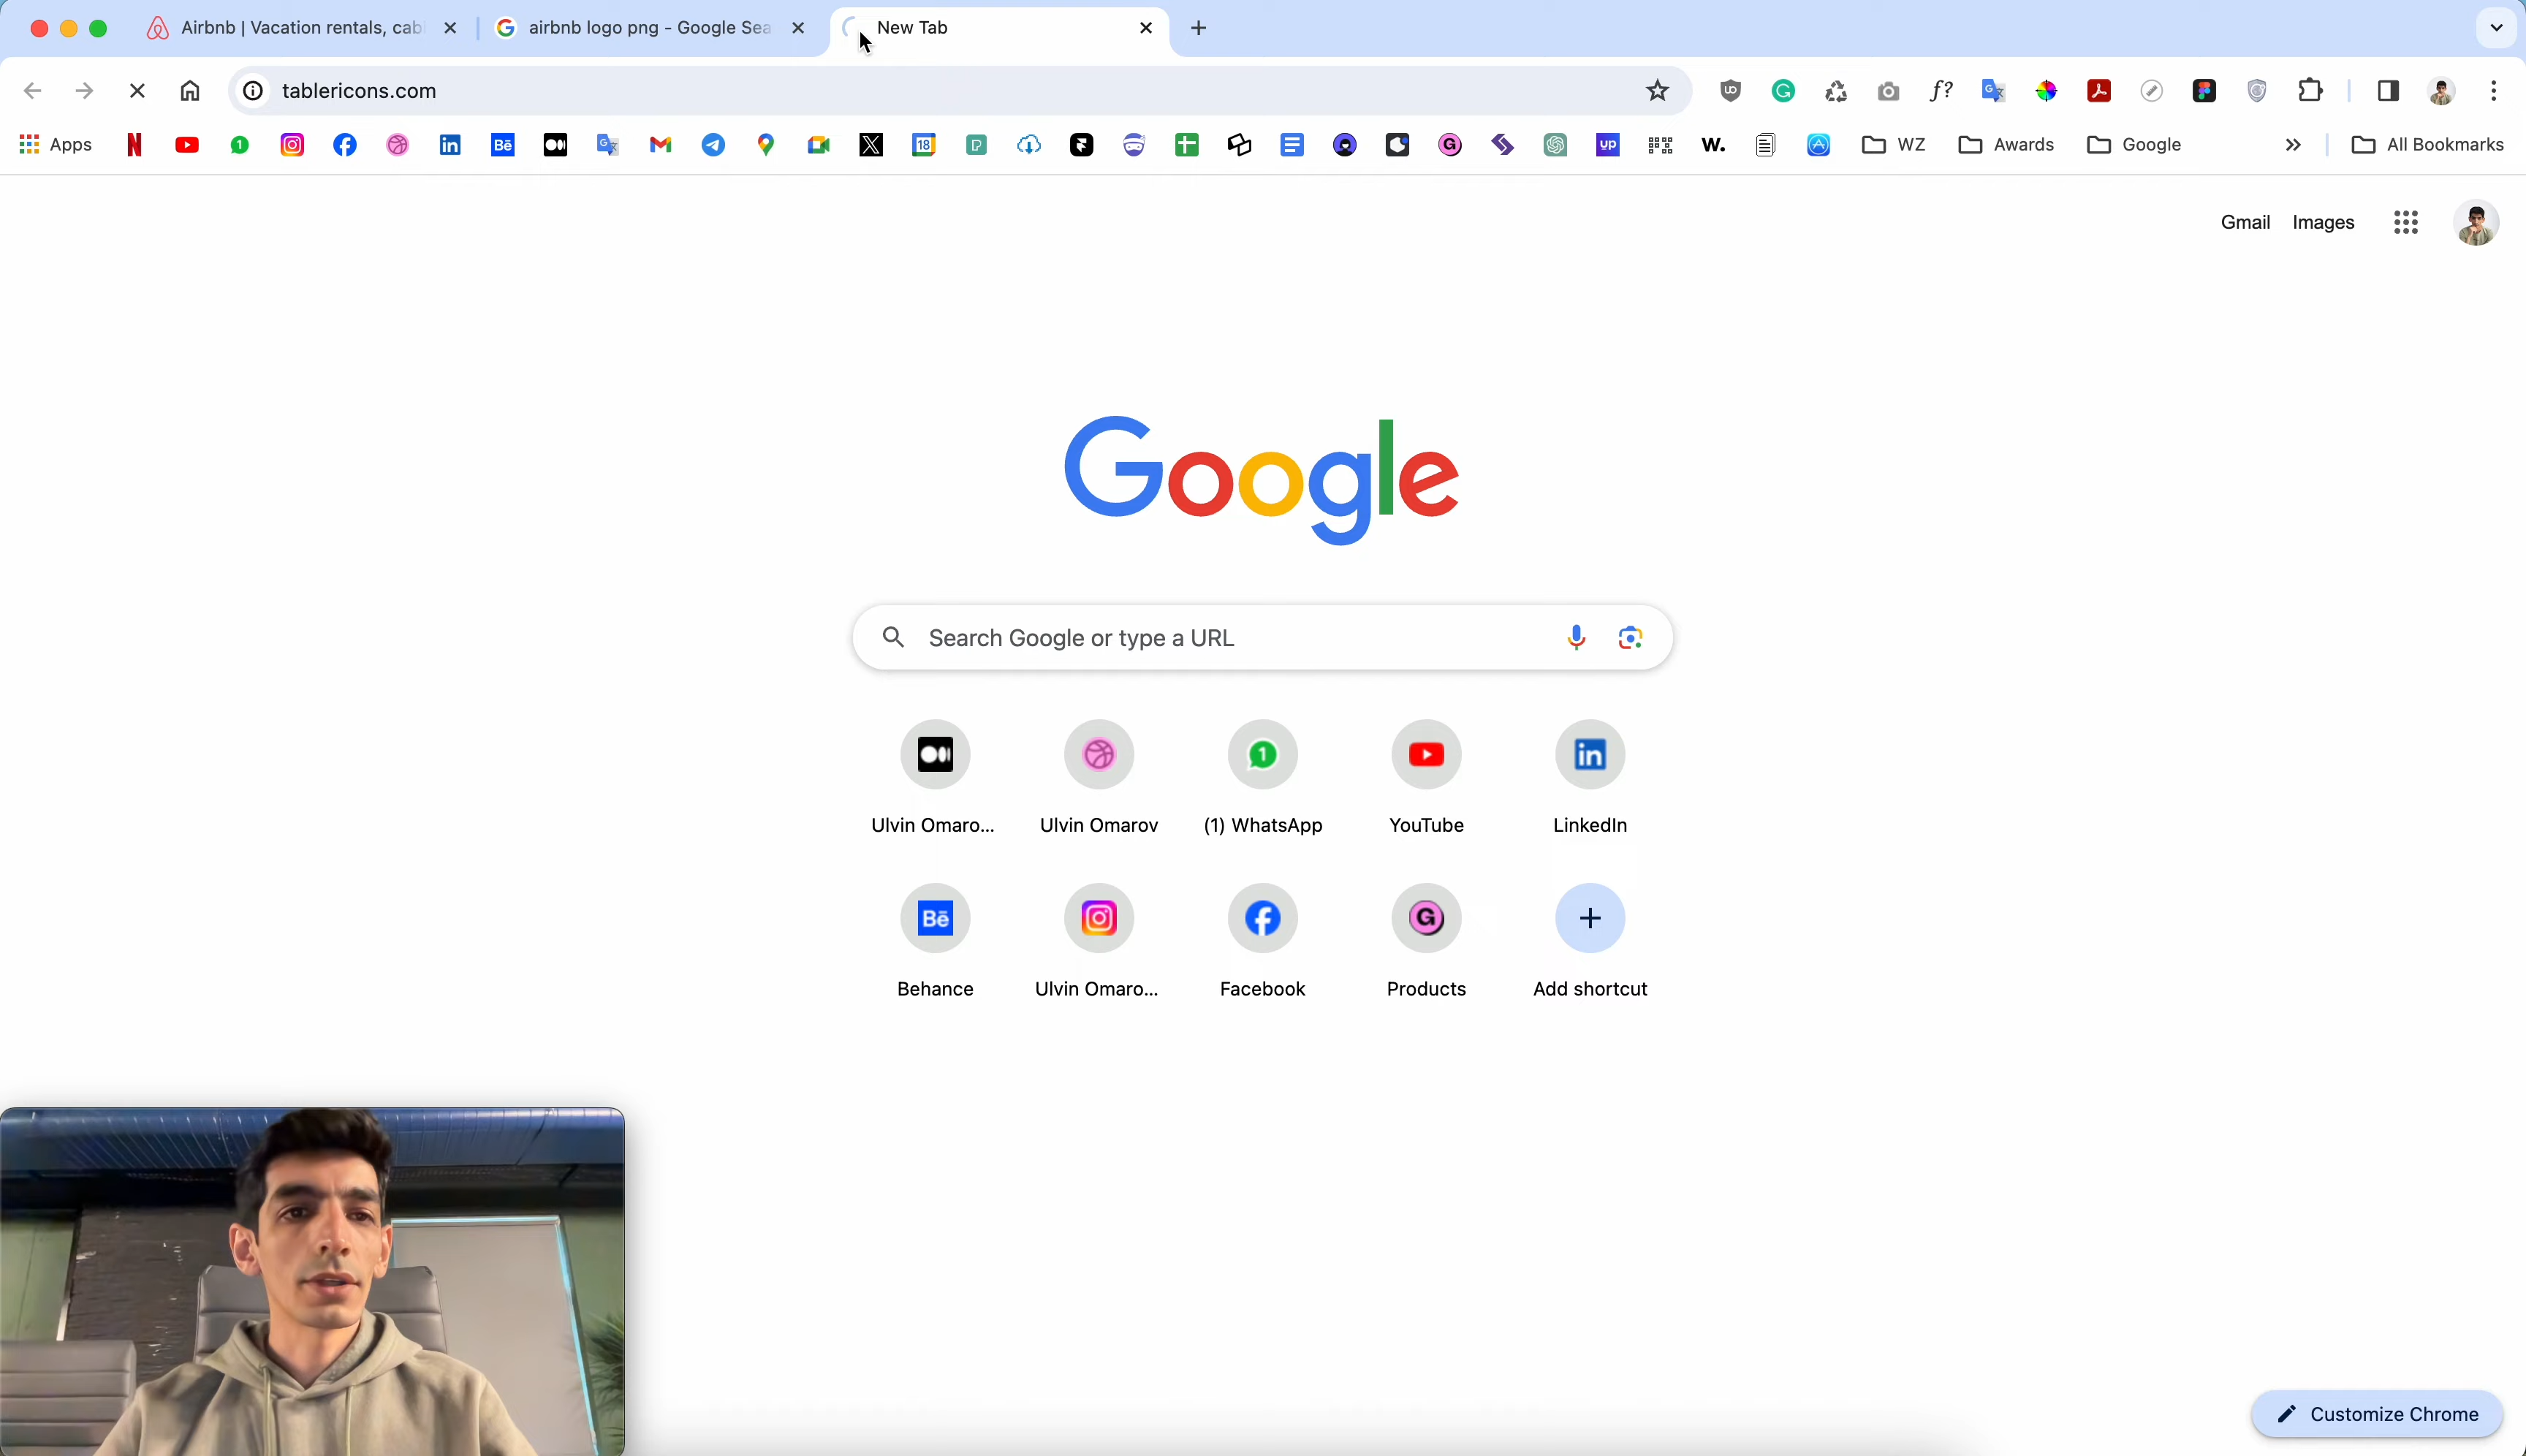 Airbnb | Vacation rentals, cab
airbnb logo png - Google Sea
New Tab
tablericons.com
Apps
WZ
Awards
Google
All Bookmarks
Gmail
Images
Google
Search Google or type a URL
Ulvin Omaro...
Ulvin Omarov
(1) WhatsApp
YouTube
LinkedIn
Behance
Ulvin Omaro...
Facebook
Products
Add shortcut
Customize Chrome